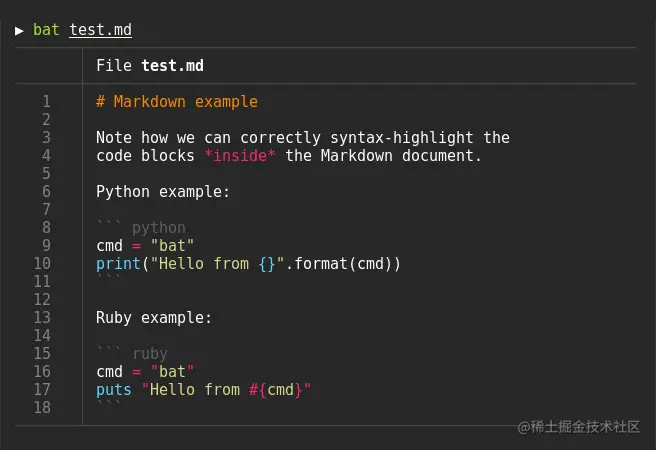 ▶ bat test.md
File test.md
1 # Markdown example
2
3 Note how we can correctly syntax-highlight the
4 code blocks *inside* the Markdown document.
5
6 Python example:
7
8 ``` python
9 cmd = "bat"
10 print("Hello from {}".format(cmd))
11 ```
12
13 Ruby example:
14
15 ``` ruby
16 cmd = "bat"
17 puts "Hello from #{cmd}"
18 ```
@稀土掘金技术社区